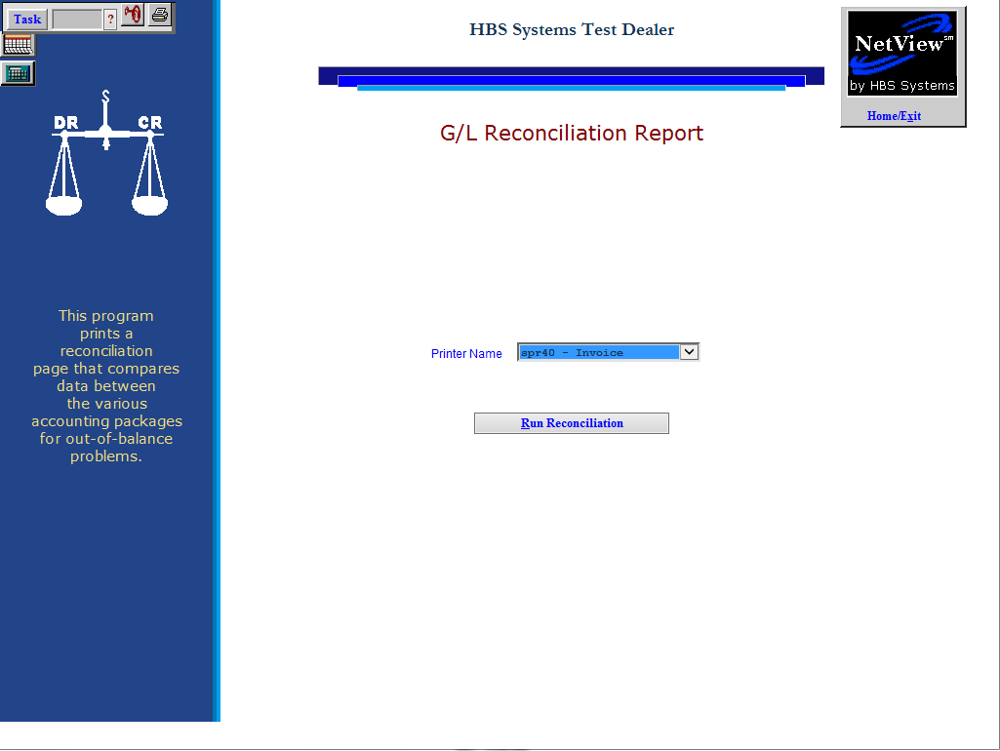 Task
?
HBS Systems Test Dealer
NetView℠
by HBS Systems
Home/Exit
$
DR CR
G/L Reconciliation Report
This program
prints a
reconciliation
page that compares
data between
the various
accounting packages
for out-of-balance
problems.
Printer Name spr40 - Invoice
Run Reconciliation